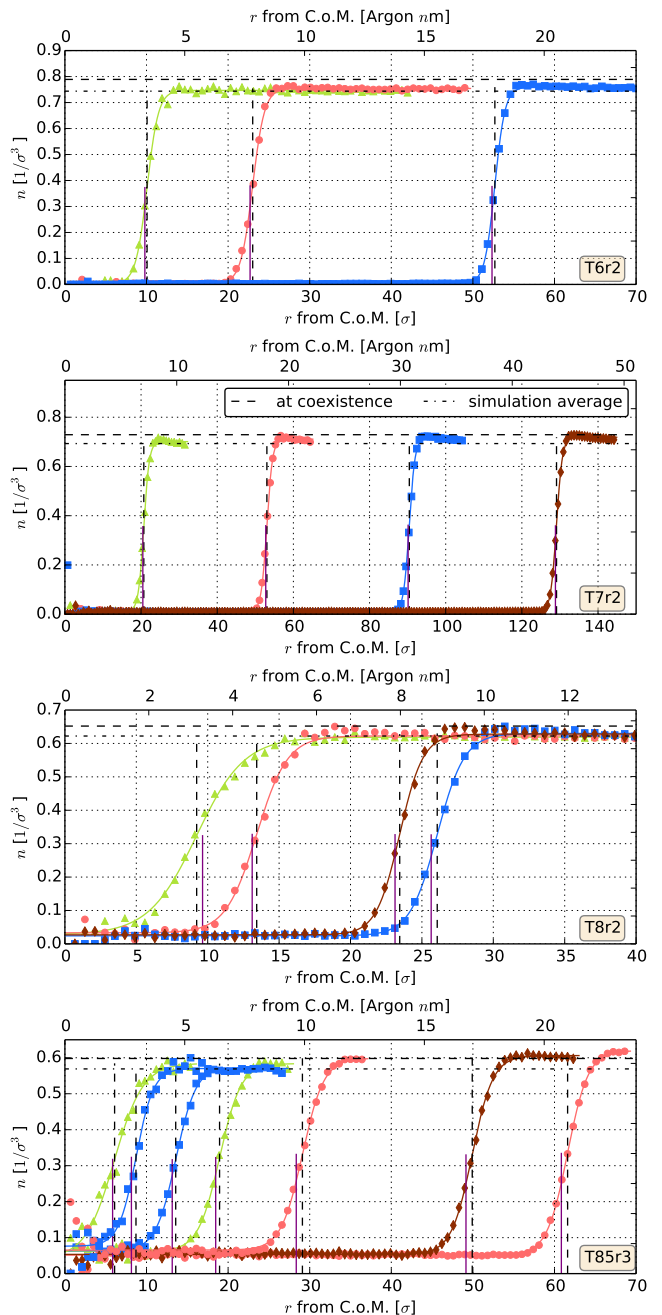 r from C.o.M. [Argon nm]
0 5 10 15 20
0.9
0.8
0.7
0.6
0.5
0.4
0.3
0.2
0.1
0.0
n [1/σ³]
T6r2
0 10 20 30 40 50 60 70
r from C.o.M. [σ]
r from C.o.M. [Argon nm]
0 8 15 23 30 38 44 51
at coexistence simulation average
0.8
0.6
0.4
0.2
0.0
n [1/σ³]
T7r2
0 20 40 60 80 100 120 140
r from C.o.M. [σ]
r from C.o.M. [Argon nm]
0 2 4 6 8 10 12
0.7
0.6
0.5
0.4
0.3
0.2
0.1
0.0
n [1/σ³]
T8r2
0 5 10 15 20 25 30 35 40
r from C.o.M. [σ]
r from C.o.M. [Argon nm]
0 5 10 15 20
0.6
0.5
0.4
0.3
0.2
0.1
0.0
n [1/σ³]
T85r3
0 10 20 30 40 50 60 70
r from C.o.M. [σ]